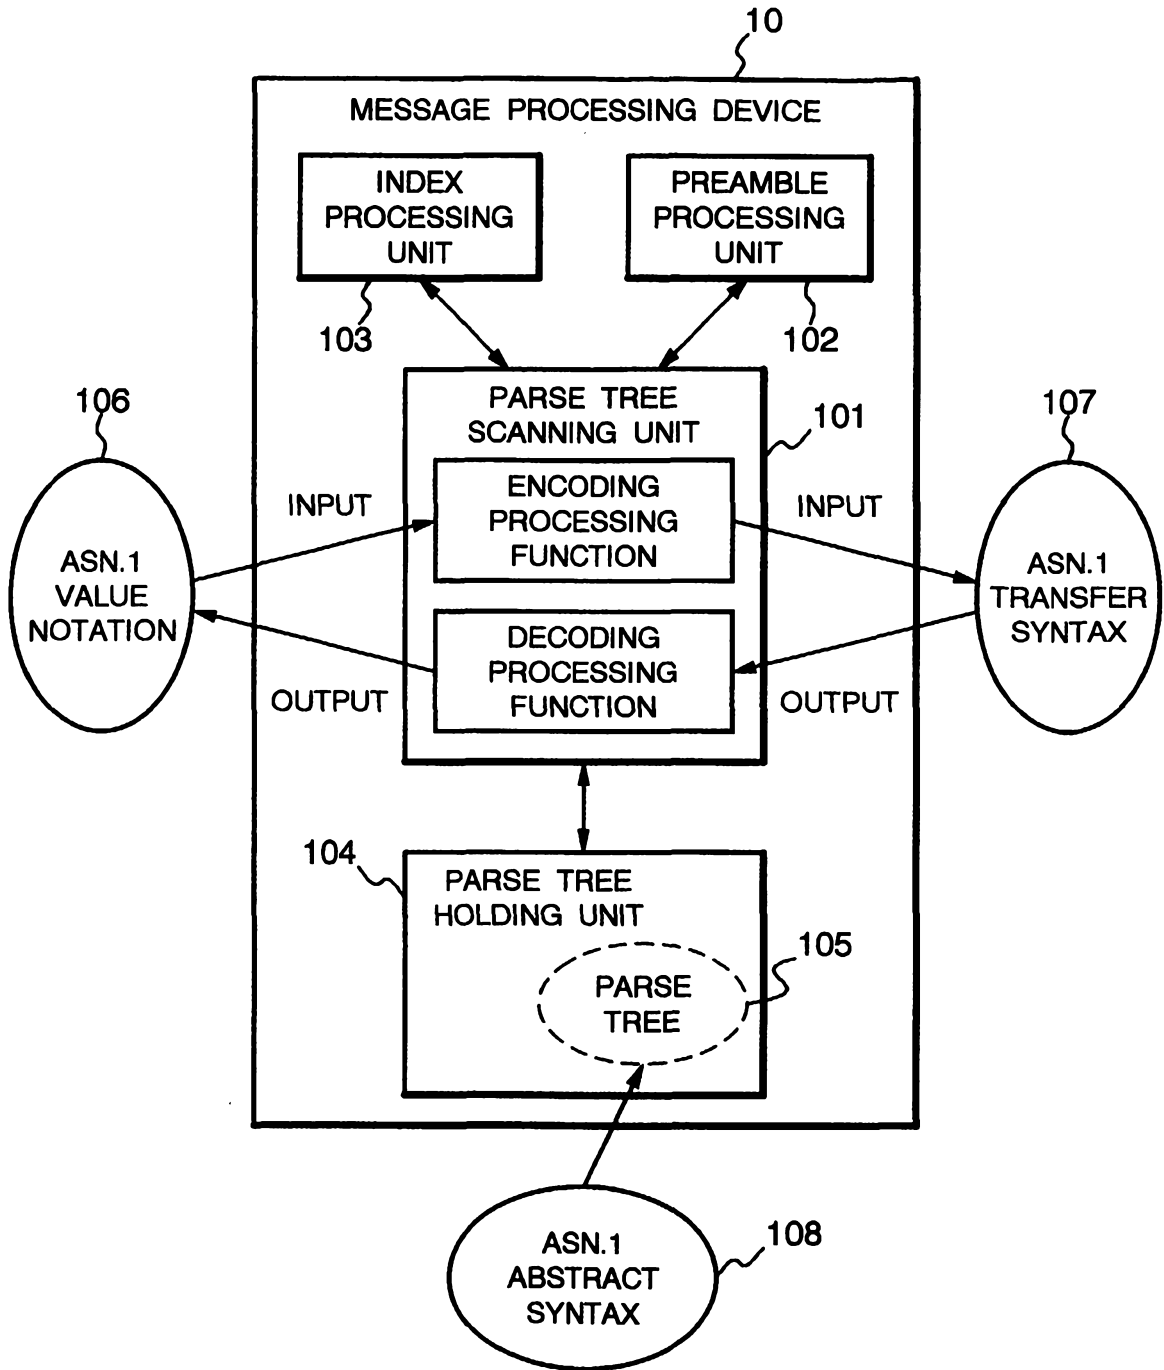 10
MESSAGE PROCESSING DEVICE
INDEX
PROCESSING
UNIT
PREAMBLE
PROCESSING
UNIT
103
102
PARSE TREE
SCANNING UNIT
101
106
107
ENCODING
PROCESSING
FUNCTION
INPUT
INPUT
ASN.1
VALUE
NOTATION
ASN.1
TRANSFER
SYNTAX
DECODING
PROCESSING
FUNCTION
OUTPUT
OUTPUT
104
PARSE TREE
HOLDING UNIT
105
PARSE
TREE
108
ASN.1
ABSTRACT
SYNTAX